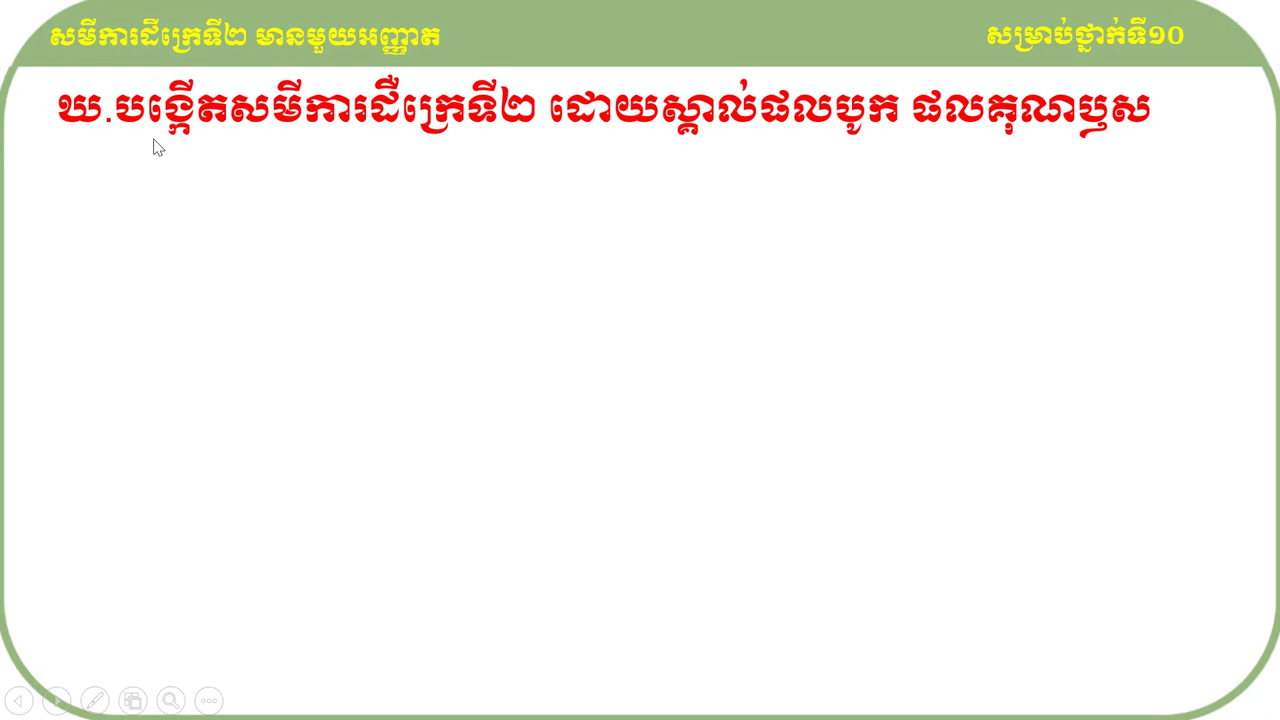 សមីការដឺក្រេទី២ មានមួយអញ្ញាត
សម្រាប់ថ្នាក់ទី១០
ឃ.បង្កើតសមីការដឺក្រេទី២ ដោយស្គាល់ផលបូក ផលគុណឫស